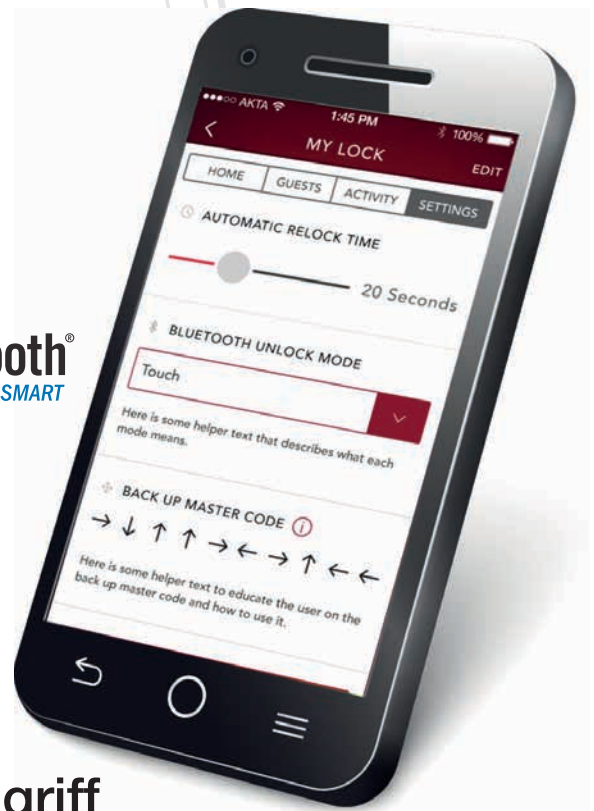 AKTA 1:45 PM 100%
MY LOCK EDIT
HOME GUESTS ACTIVITY SETTINGS
AUTOMATIC RELOCK TIME
20 Seconds
ooth®
SMART
BLUETOOTH UNLOCK MODE
Touch
Here is some helper text that describes what each
mode means.
BACK UP MASTER CODE i
→ ↓ ↑ ↑ → ← → ↑ ← ←
Here is some helper text to educate the user on the
back up master code and how to use it.
griff